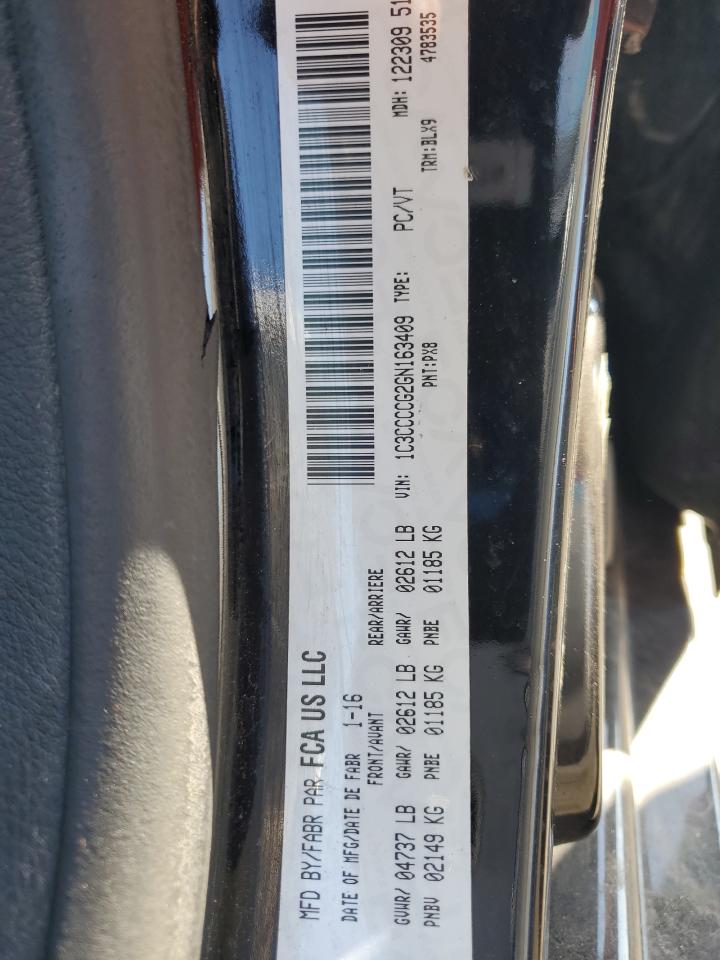 MFD BY/FABR PAR FCA US LLC
DATE OF MFG/DATE DE FABR 1-16 MDH: 122309 51
FRONT/AVANT REAR/ARRIERE 4783535
GVWR/ 04737 LB GAWR/ 02612 LB GAWR/ 02612 LB VIN: 1C3CCCCG2GN163409 TYPE: PC/VT TRM:BLX9
PNBV 02149 KG PNBE 01185 KG PNBE 01185 KG PNT:PX8